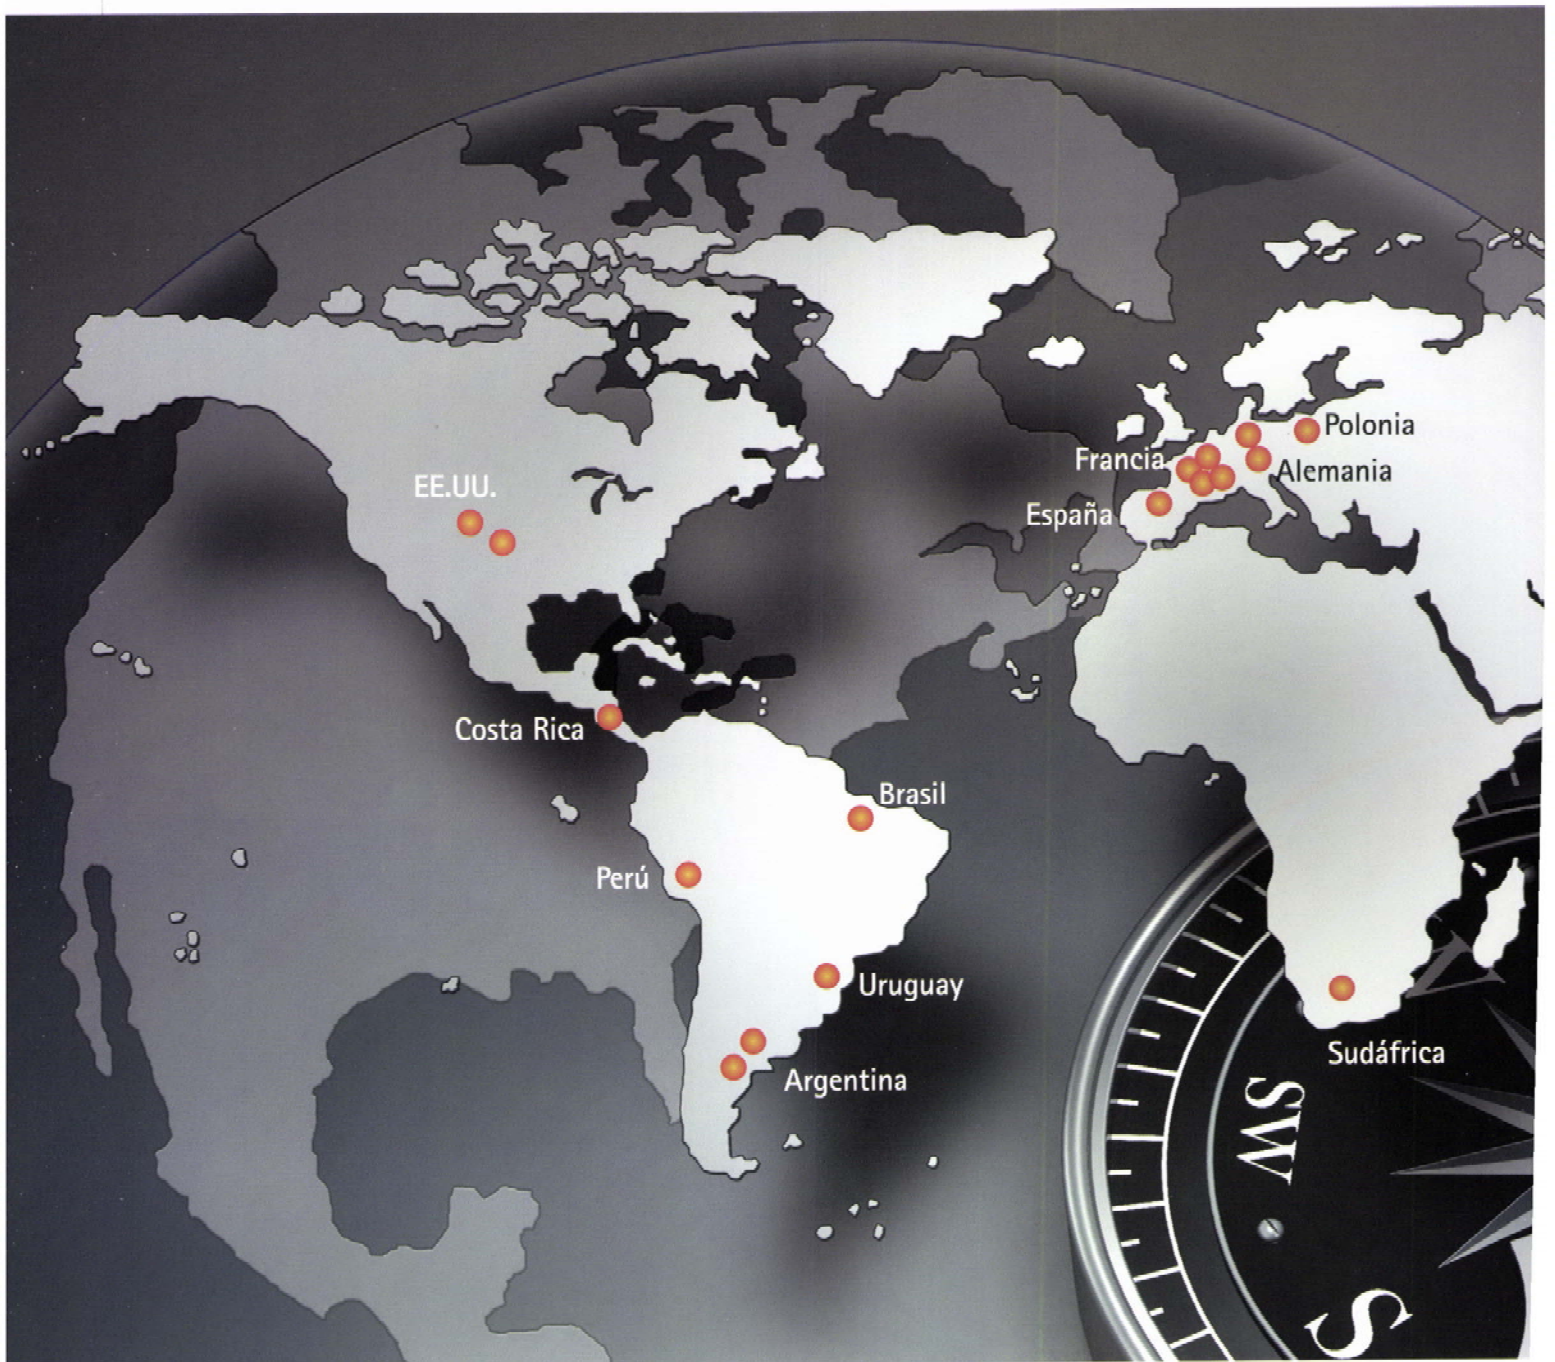 Polonia
Francia
Alemania
EE.UU.
España
Costa Rica
Brasil
Perú
Uruguay
Sudáfrica
Argentina
SW
S